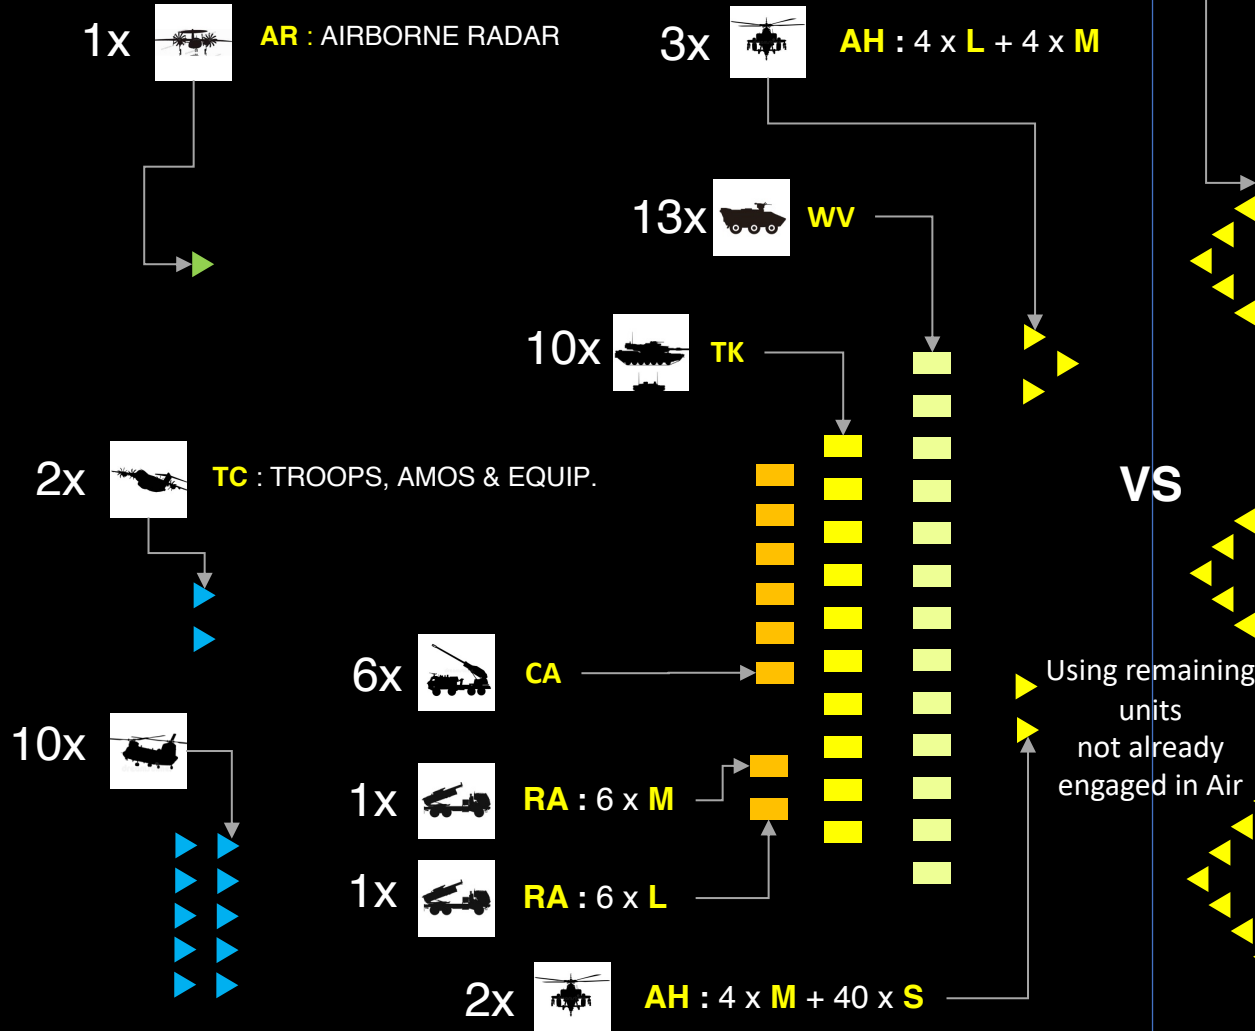 1x AR : AIRBORNE RADAR
3x AH : 4 x L + 4 x M
13x WV
10x TK
2x TC : TROOPS, AMOS & EQUIP.
VS
6x CA
Using remaining
units
not already
engaged in Air
10x
1x RA : 6 x M
1x RA : 6 x L
2x AH : 4 x M + 40 x S